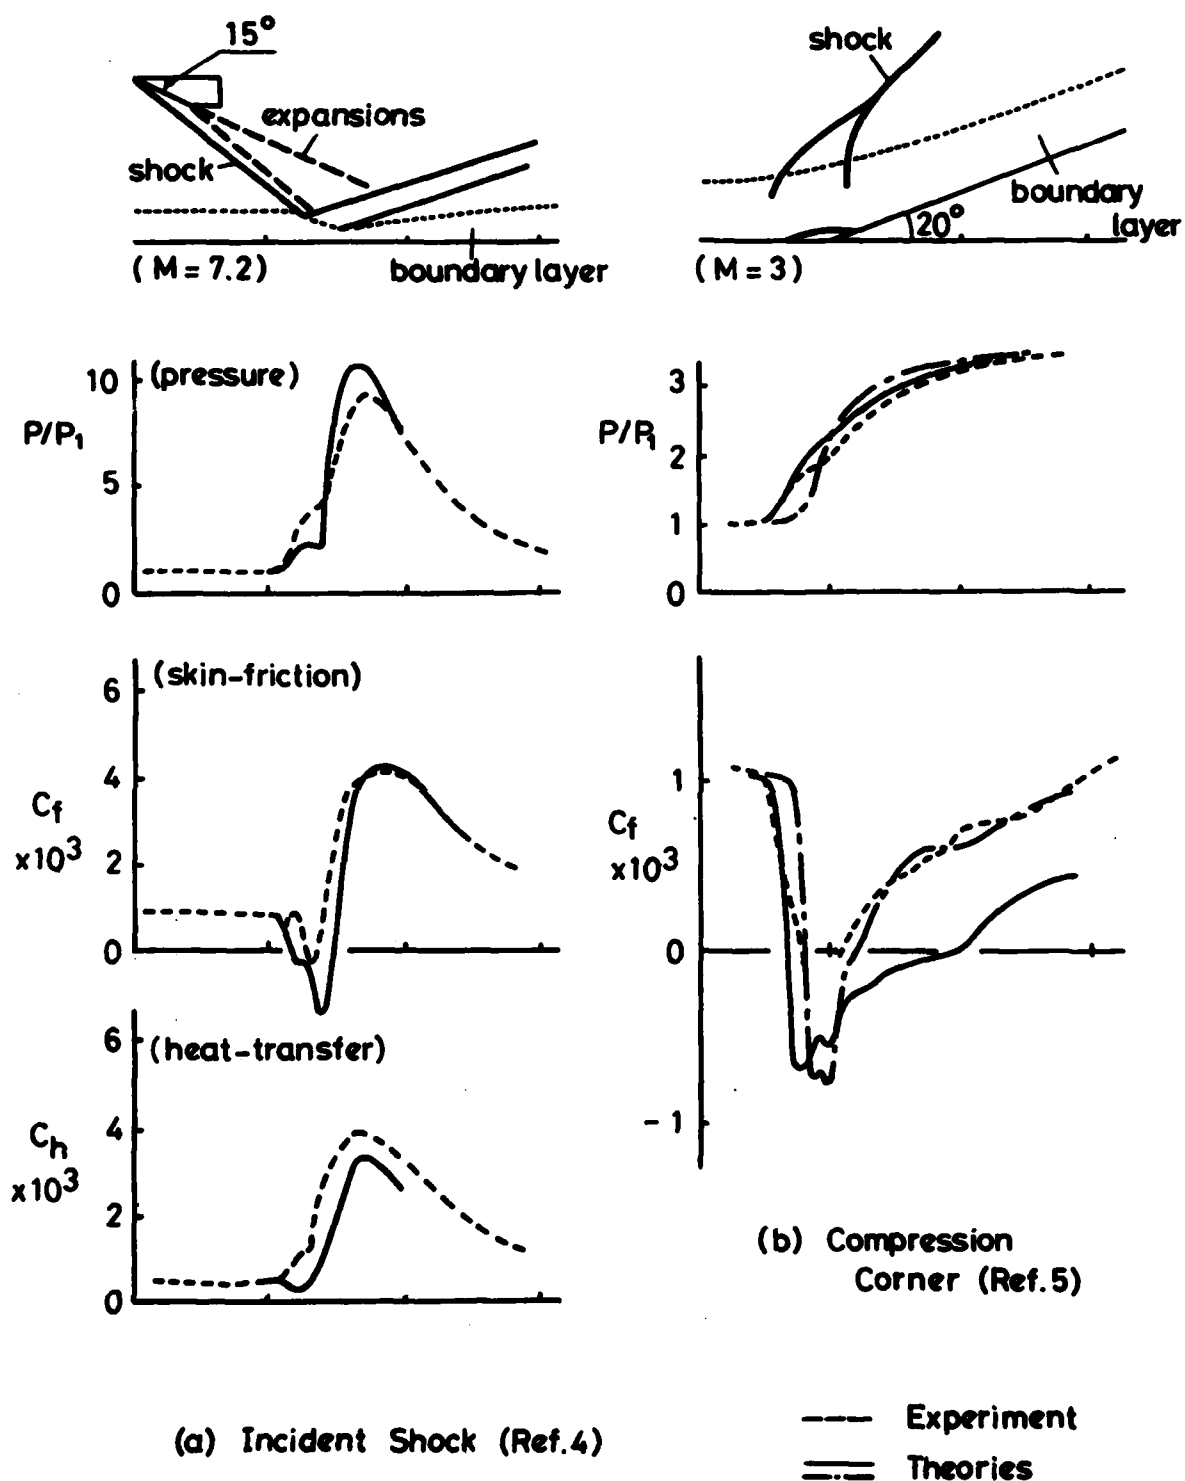 15°
expansions
shock
(M = 7.2)
boundary layer
shock
boundary
layer
20°
(M = 3)
(pressure)
P/P₁
10
5
0
P/P₁
3
2
1
0
(skin-friction)
Cf
x10³
6
4
2
0
Cf
x10³
1
0
-1
(heat-transfer)
Ch
x10³
6
4
2
0
(b) Compression
Corner (Ref.5)
(a) Incident Shock (Ref.4)
Experiment
Theories